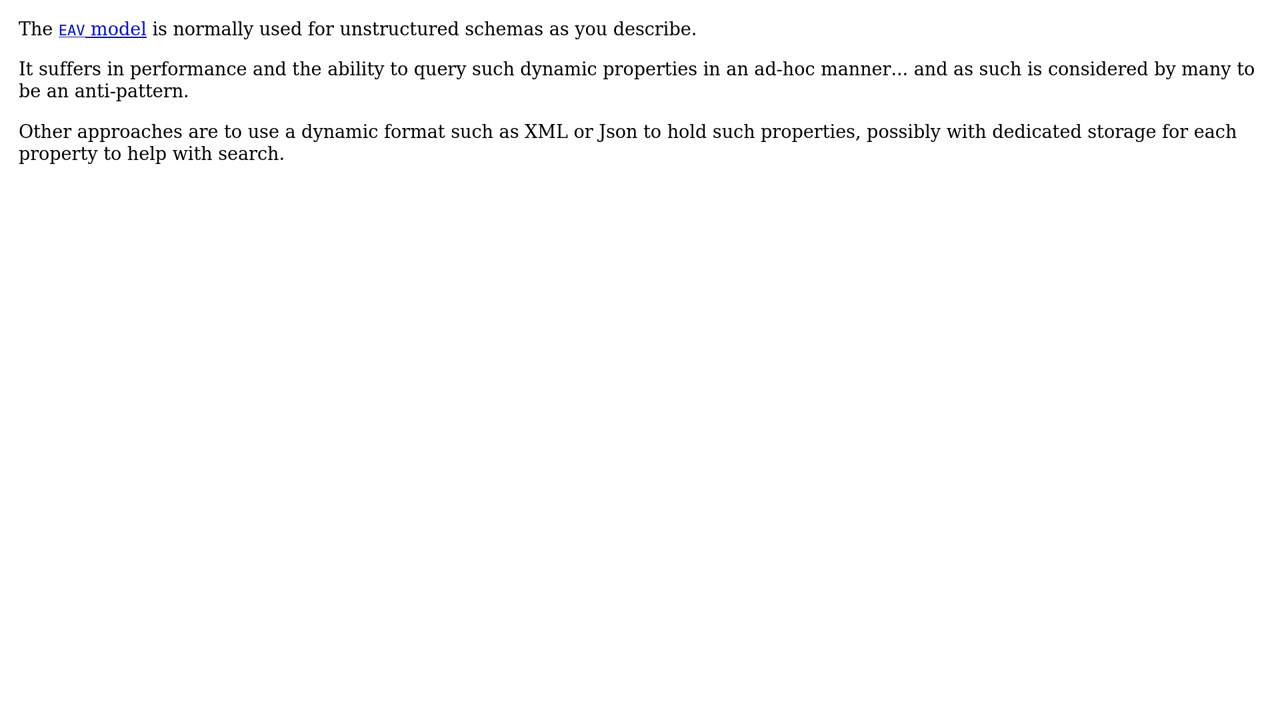 The EAV model is normally used for unstructured schemas as you describe.
It suffers in performance and the ability to query such dynamic properties in an ad-hoc manner... and as such is considered by many to
be an anti-pattern.
Other approaches are to use a dynamic format such as XML or Json to hold such properties, possibly with dedicated storage for each
property to help with search.